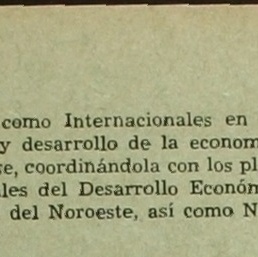 como Internacionales en
y desarrollo de la econom
e, coordinándola con los pl
les del Desarrollo Económ
del Noroeste, así como N